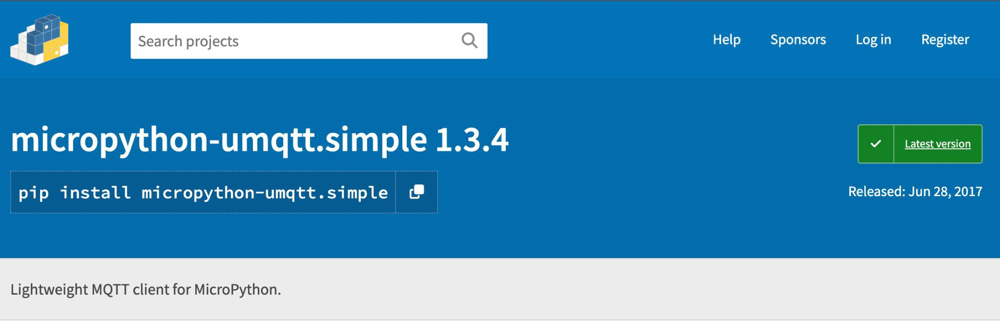 Search projects
Help Sponsors Log in Register
micropython-umqtt.simple 1.3.4
Latest version
pip install micropython-umqtt.simple
Released: Jun 28, 2017
Lightweight MQTT client for MicroPython.